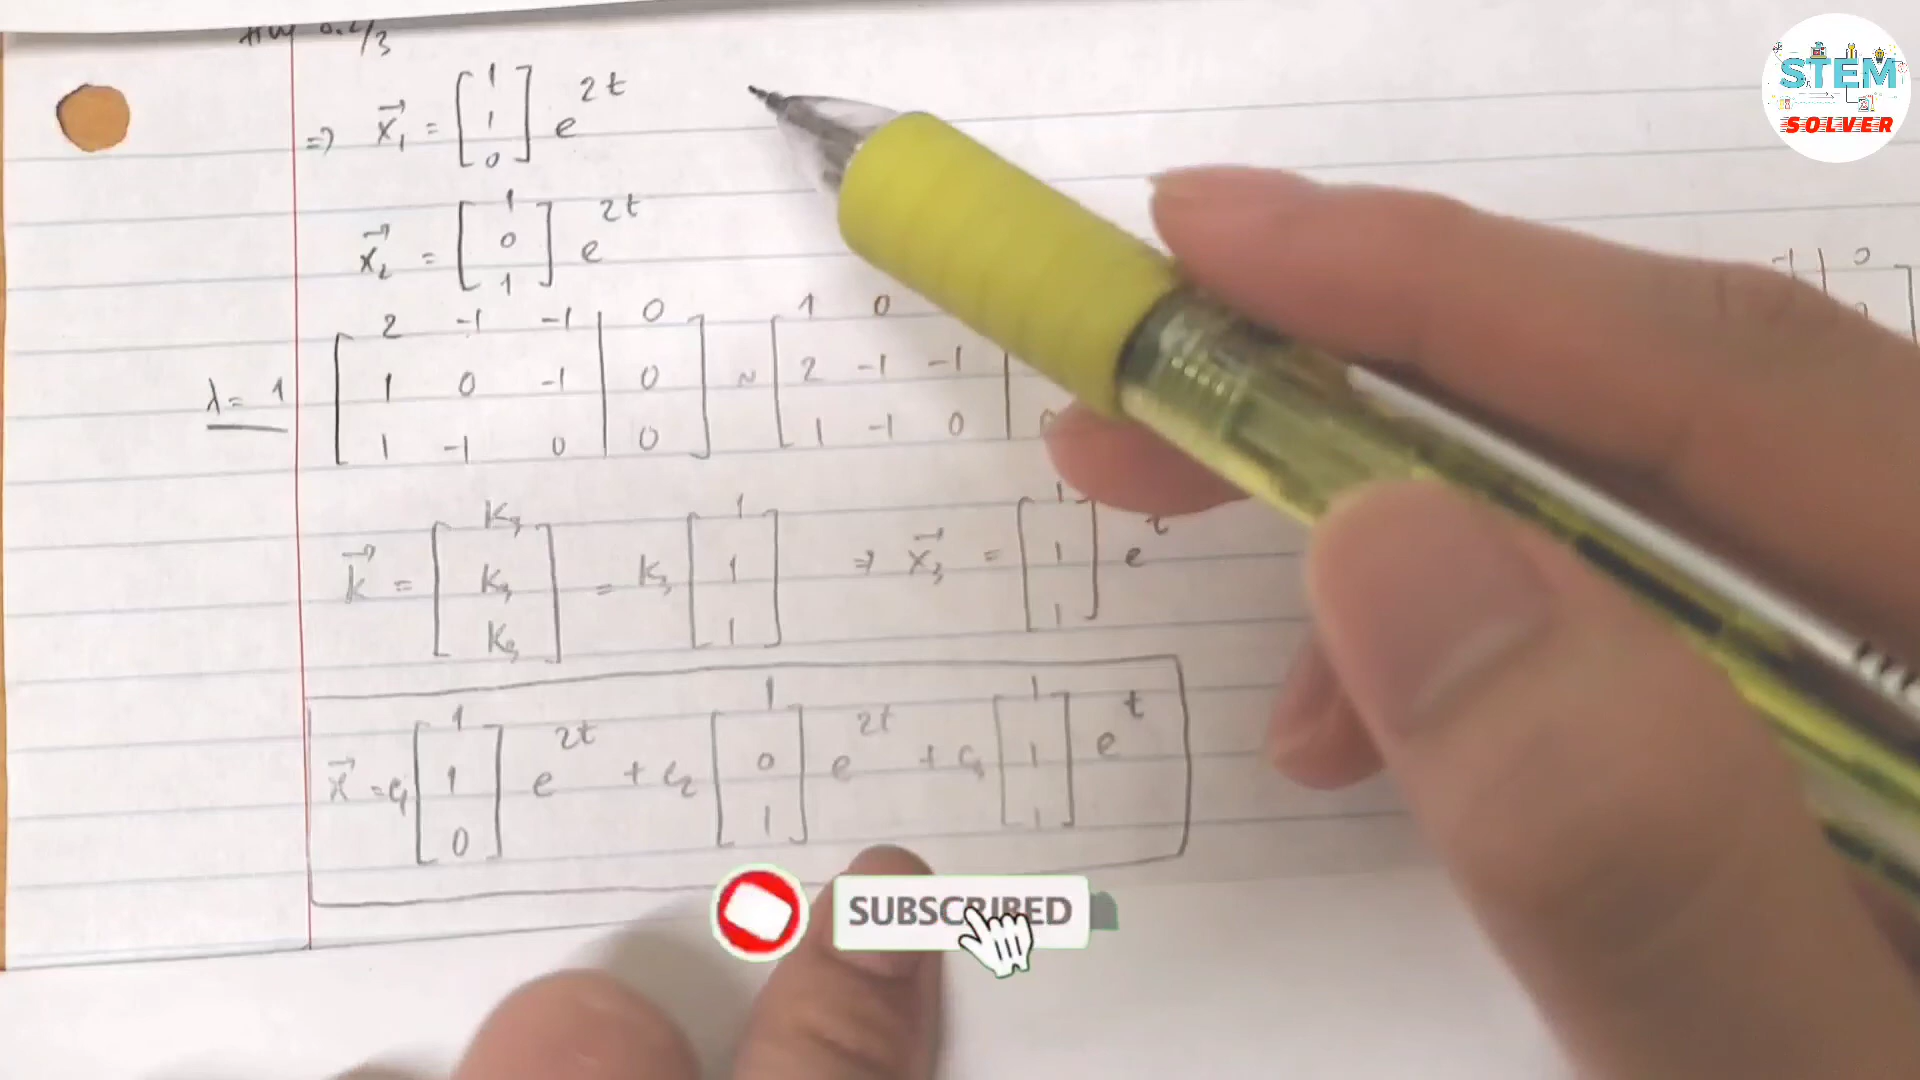 STEM
SOLVER
⇒ x⃗₁ = [1 1 0] e^2t
x⃗₂ = [1 0 1] e^2t
-1 | 0
λ = 1 [2 -1 -1 | 0] ~ [1 0
[1 0 -1 | 0] [2 -1 -1 |
[1 -1 0 | 0] [1 -1 0 |
k⃗ = [k₃ k₃ k₃] = k₃ [1 1 1] ⇒ x⃗₃ = [1 1 1] e^t
x⃗ = c₁ [1 1 0] e^2t + c₂ [1 0 1] e^2t + c₃ [1 1 1] e^t
SUBSCRIBED